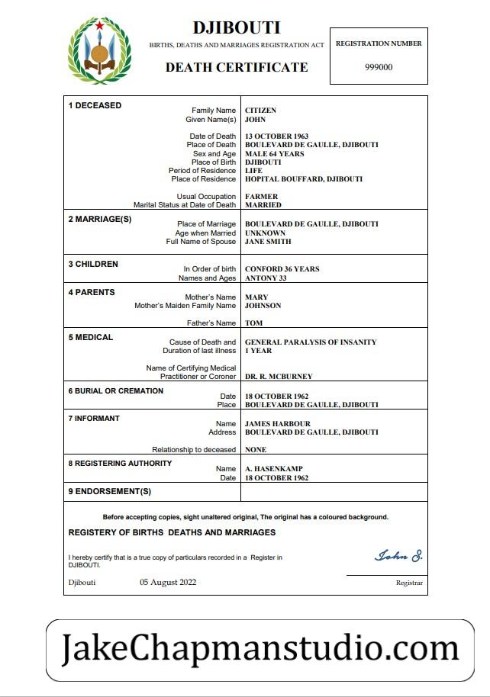 DJIBOUTI
BIRTHS, DEATHS AND MARRIAGES REGISTRATION ACT
DEATH CERTIFICATE
REGISTRATION NUMBER
999000
1 DECEASED
Family Name CITIZEN
Given Name(s) JOHN
Date of Death 13 OCTOBER 1963
Place of Death BOULEVARD DE GAULLE, DJIBOUTI
Sex and Age MALE 64 YEARS
Place of Birth DJIBOUTI
Period of Residence LIFE
Place of Residence HOPITAL BOUFFARD, DJIBOUTI
Usual Occupation FARMER
Marital Status at Date of Death MARRIED
2 MARRIAGE(S)
Place of Marriage BOULEVARD DE GAULLE, DJIBOUTI
Age when Married UNKNOWN
Full Name of Spouse JANE SMITH
3 CHILDREN
In Order of birth CONFORD 36 YEARS
Names and Ages ANTONY 33
4 PARENTS
Mother's Name MARY
Mother's Maiden Family Name JOHNSON
Father's Name TOM
5 MEDICAL
Cause of Death and GENERAL PARALYSIS OF INSANITY
Duration of last illness 1 YEAR
Name of Certifying Medical
Practitioner or Coroner DR. R. MCBURNEY
6 BURIAL OR CREMATION
Date 18 OCTOBER 1962
Place BOULEVARD DE GAULLE, DJIBOUTI
7 INFORMANT
Name JAMES HARBOUR
Address BOULEVARD DE GAULLE, DJIBOUTI
Relationship to deceased NONE
8 REGISTERING AUTHORITY
Name A. HASENKAMP
Date 18 OCTOBER 1962
9 ENDORSEMENT(S)
Before accepting copies, sight unaltered original, The original has a coloured background.
REGISTERY OF BIRTHS DEATHS AND MARRIAGES
I hereby certify that is a true copy of particulars recorded in a Register in
DJIBOUTI.
John S.
Djibouti 05 August 2022 Registrar
JakeChapmanstudio.com